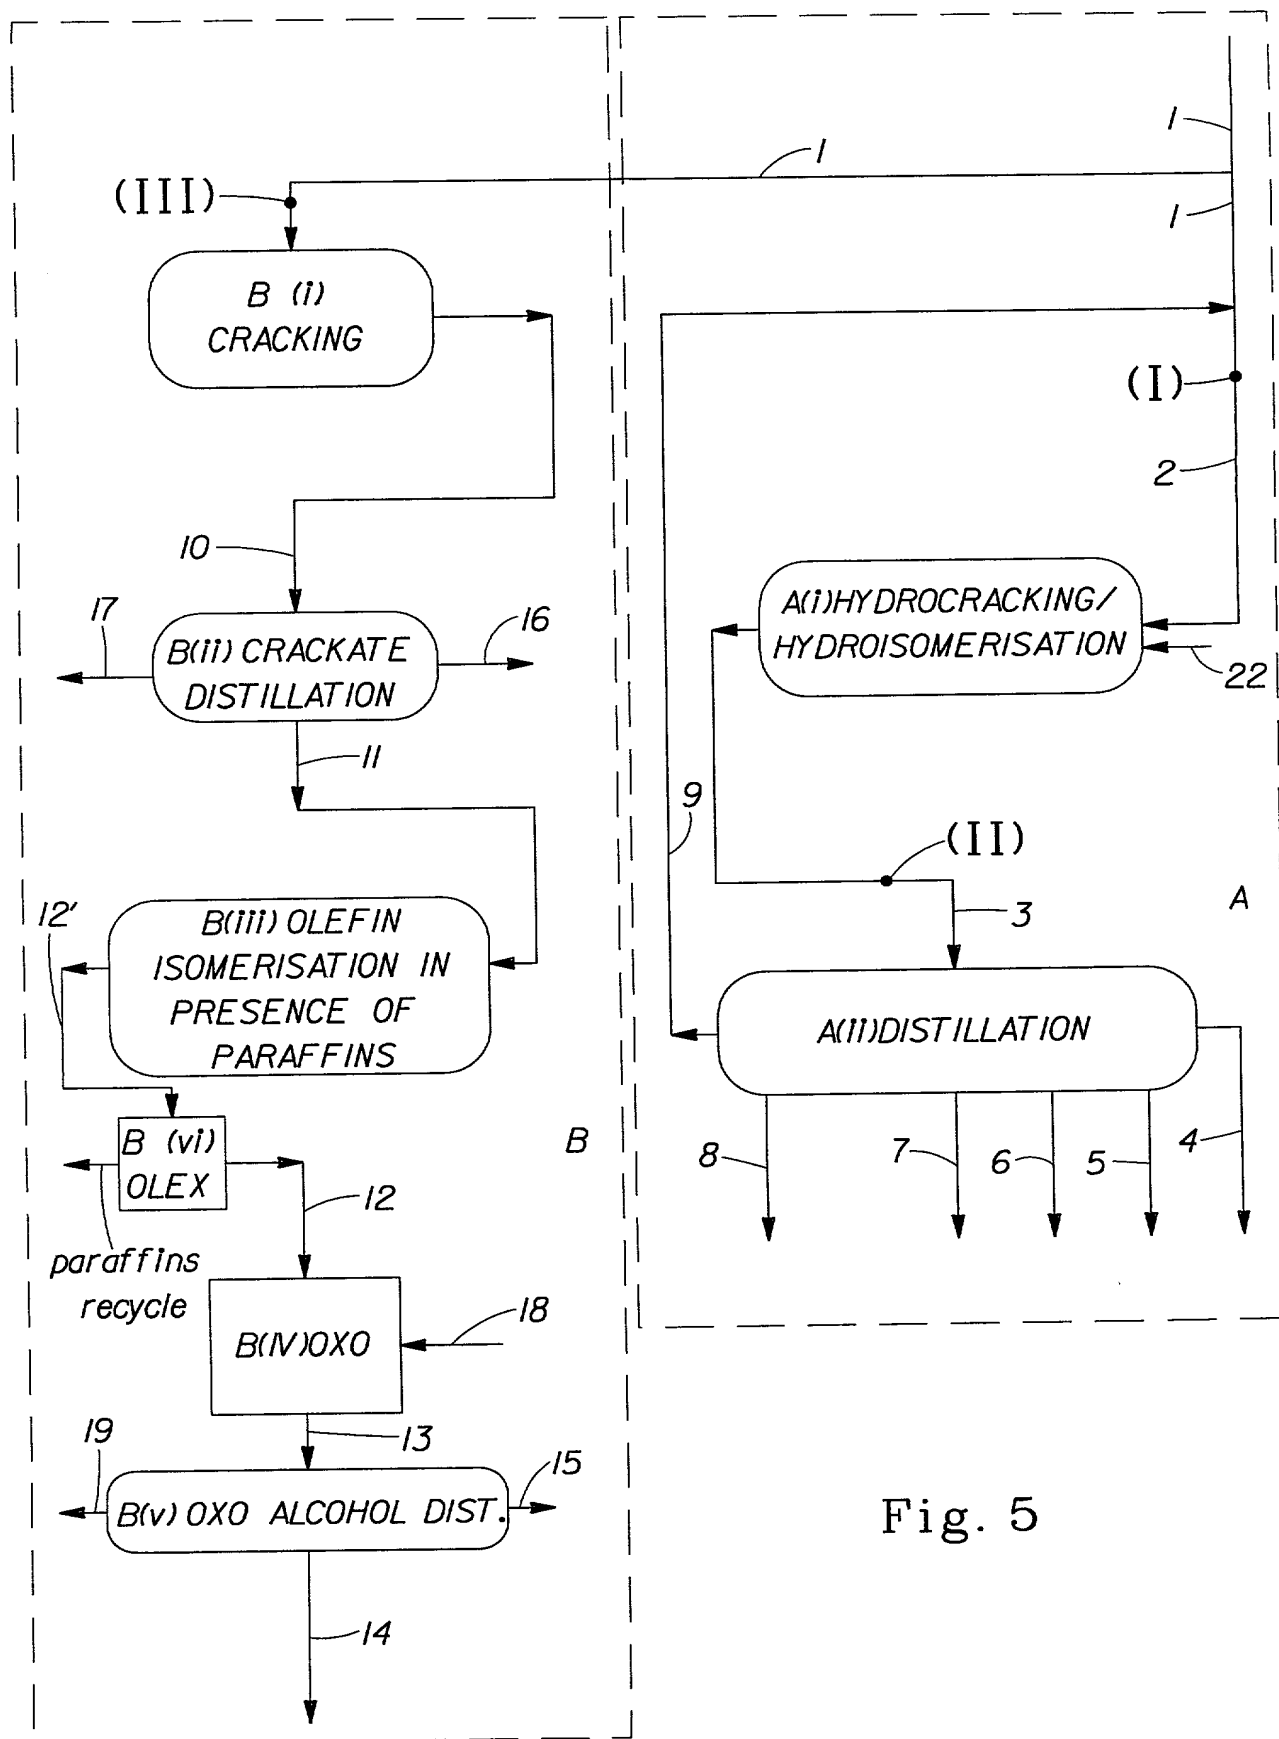 1
1
(III)
1
B (i)
CRACKING
(I)
2
10
A(i)HYDROCRACKING/
HYDROISOMERISATION
22
17
16
B(ii) CRACKATE
DISTILLATION
11
9
(II)
3
A
12'
B(iii) OLEFIN
ISOMERISATION IN
PRESENCE OF
PARAFFINS
A(ii)DISTILLATION
B (vi)
OLEX
B
8
7
6
5
4
12
paraffins
recycle
18
B(IV)OXO
13
19
15
B(v) OXO ALCOHOL DIST.
Fig. 5
14